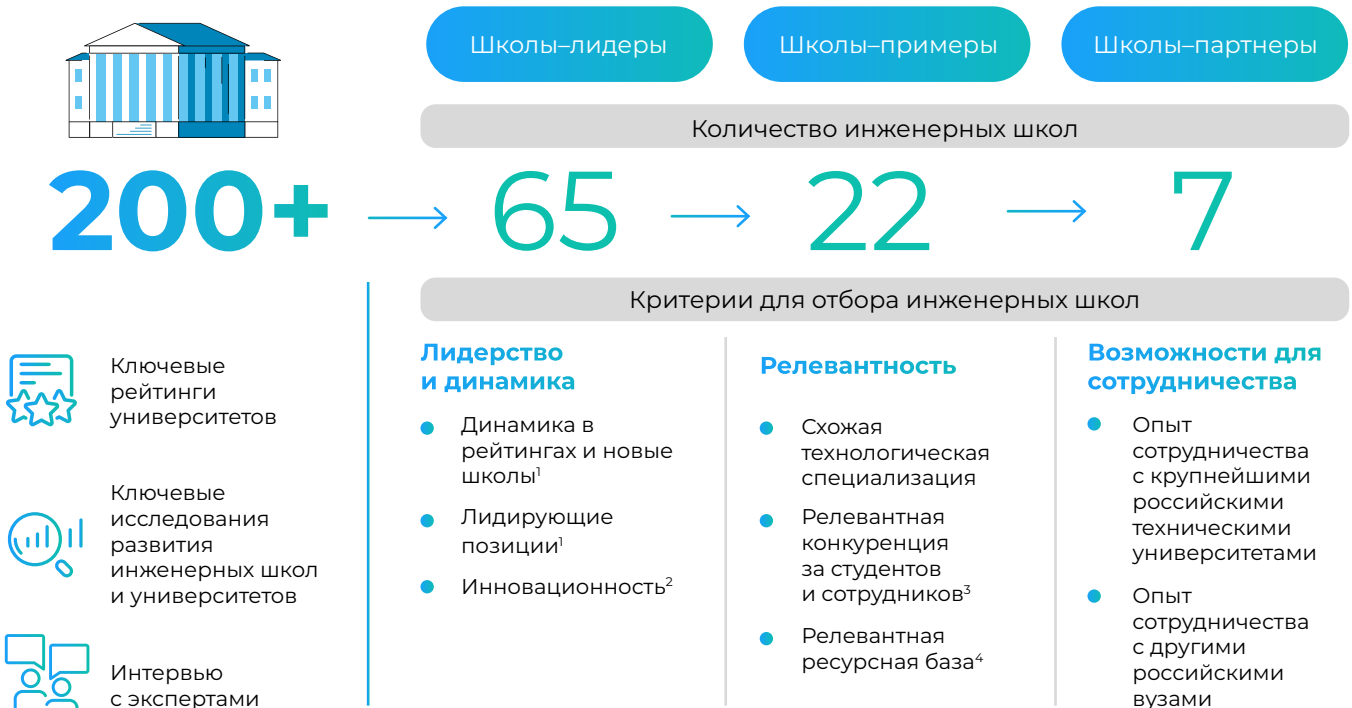 Школы–лидеры
Школы–примеры
Школы–партнеры
Количество инженерных школ
200+
65
22
7
Критерии для отбора инженерных школ
Ключевые
рейтинги
университетов
Ключевые
исследования
развития
инженерных школ
и университетов
Интервью
с экспертами
Лидерство
и динамика
Динамика в
рейтингах и новые
школы¹
Лидирующие
позиции¹
Инновационность²
Релевантность
Схожая
технологическая
специализация
Релевантная
конкуренция
за студентов
и сотрудников³
Релевантная
ресурсная база⁴
Возможности для
сотрудничества
Опыт
сотрудничества
с крупнейшими
российскими
техническими
университетами
Опыт
сотрудничества
с другими
российскими
вузами